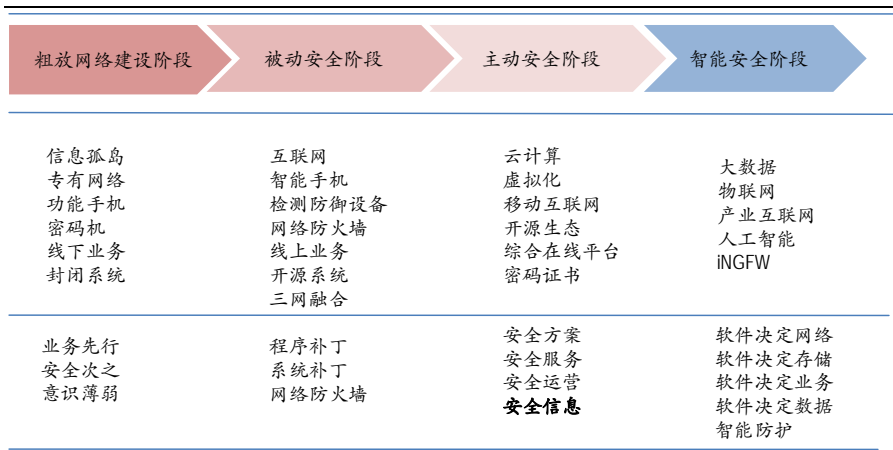 粗放网络建设阶段
被动安全阶段
主动安全阶段
智能安全阶段
信息孤岛
专有网络
功能手机
密码机
线下业务
封闭系统
互联网
智能手机
检测防御设备
网络防火墙
线上业务
开源系统
三网融合
云计算
虚拟化
移动互联网
开源生态
综合在线平台
密码证书
大数据
物联网
产业互联网
人工智能
iNGFW
业务先行
安全次之
意识薄弱
程序补丁
系统补丁
网络防火墙
安全方案
安全服务
安全运营
安全信息
软件决定网络
软件决定存储
软件决定业务
软件决定数据
智能防护